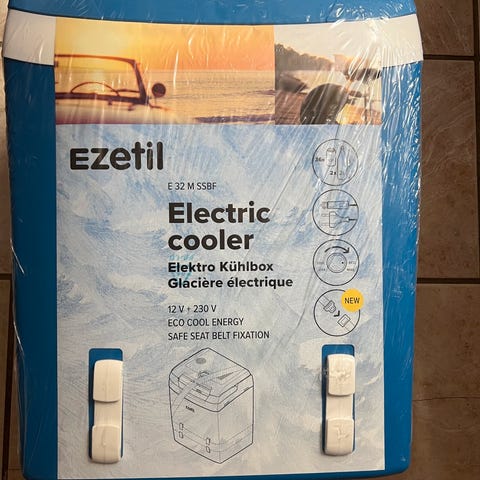 EZetil
E 32 M SSBF
Electric
cooler
Elektro Kühlbox
Glacière électrique
12 V + 230 V
ECO COOL ENERGY
SAFE SEAT BELT FIXATION
NEW